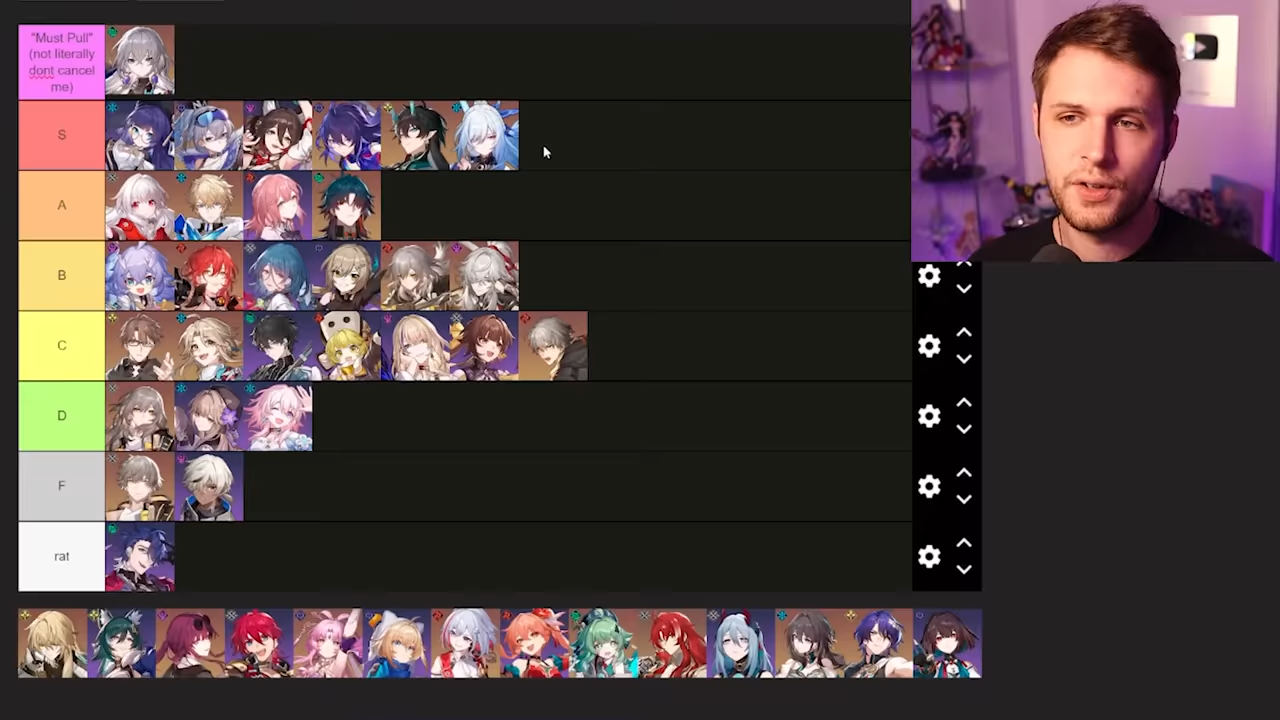 "Must Pull"
(not literally
dont cancel
me)
S
A
B
C
D
F
rat